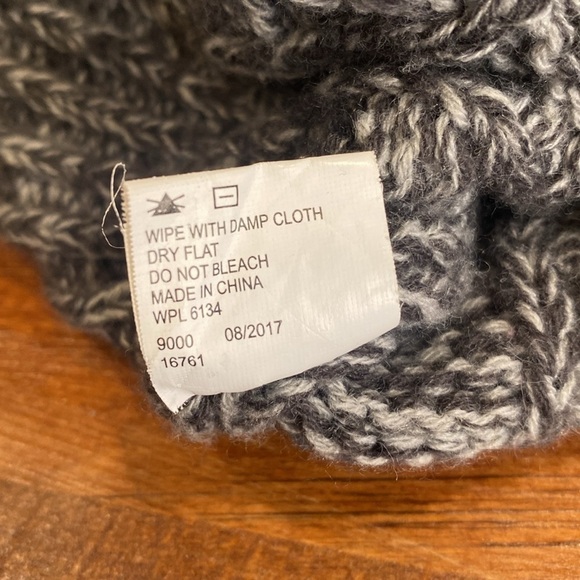 WIPE WITH DAMP CLOTH
DRY FLAT
DO NOT BLEACH
MADE IN CHINA
WPL 6134
9000 08/2017
16761